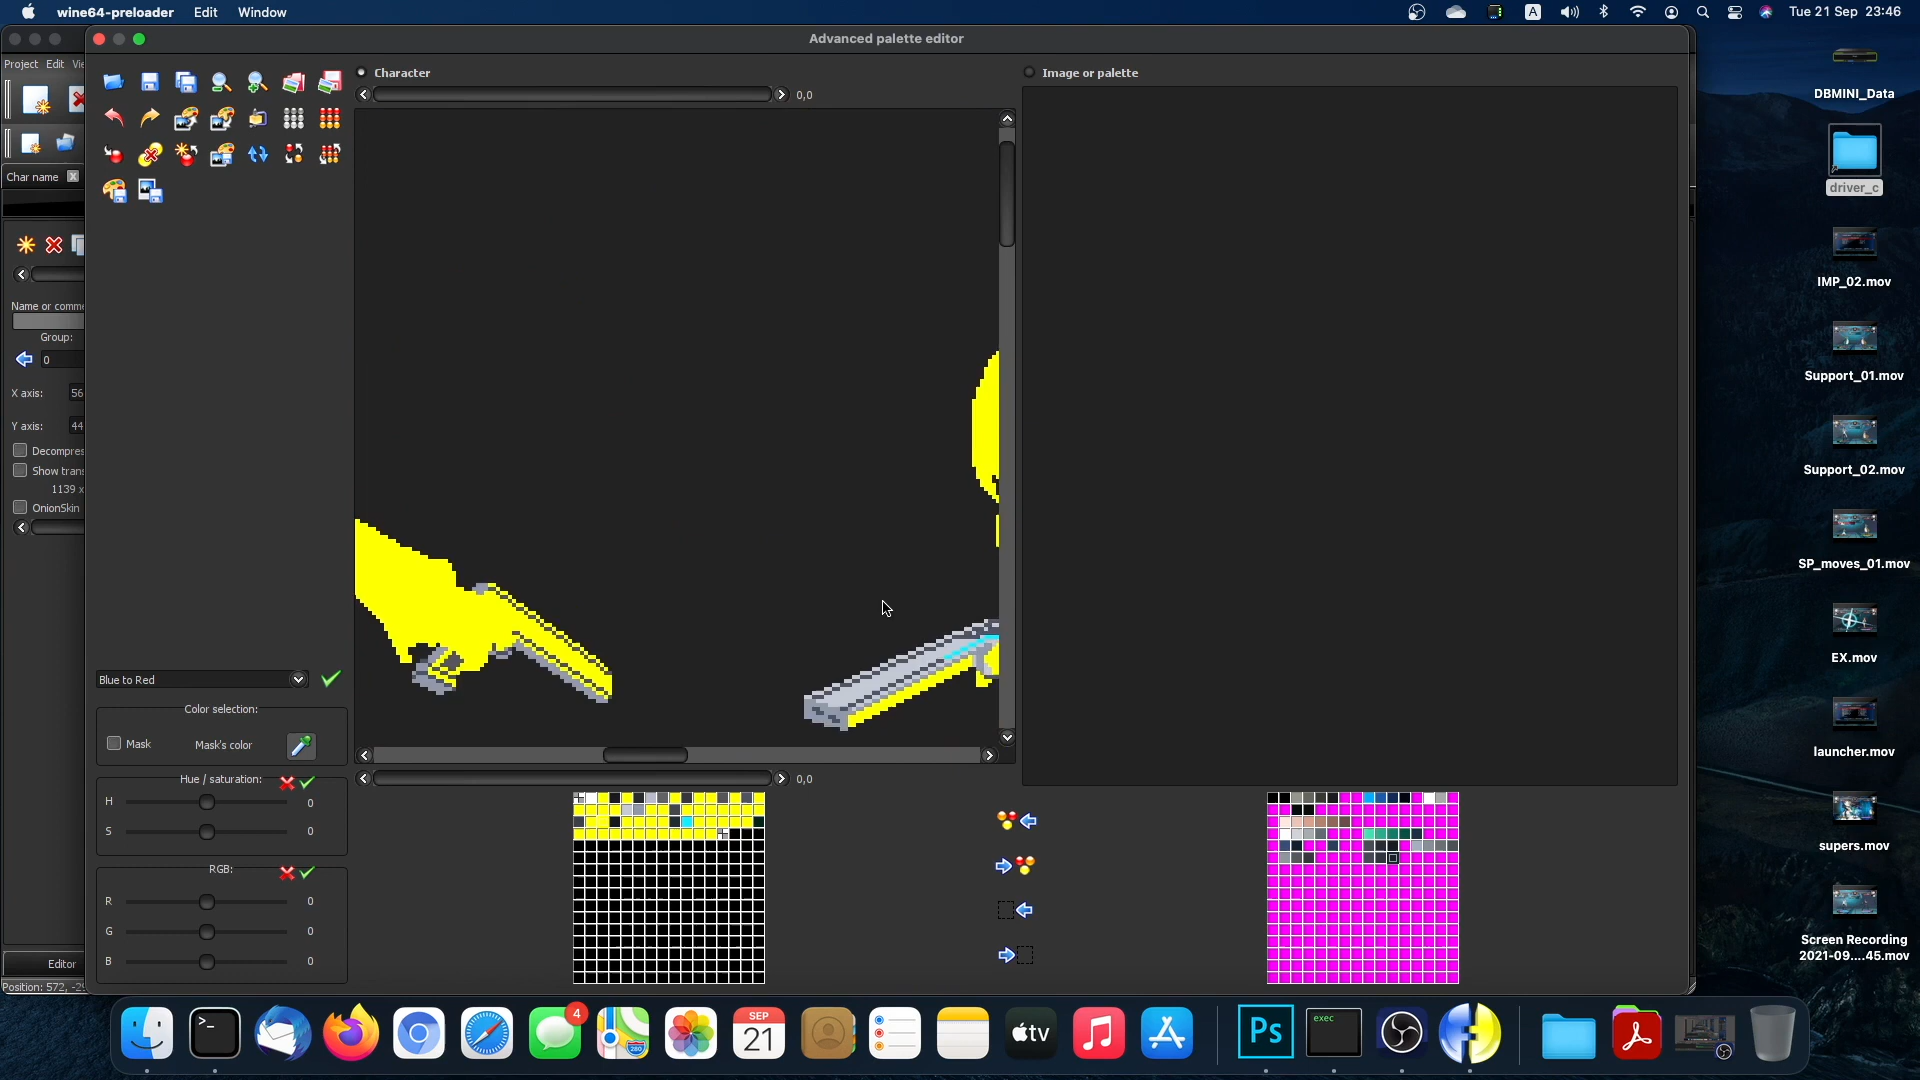 wine64-preloader Edit Window
A Tue 21 Sep 23:46
Advanced palette editor
Project Edit
Character
0,0
Image or palette
Char name
Name or comme
Group:
0
X axis: 56
Y axis: 44
Decompres
Show trans
1139 x
OnionSkin
Blue to Red
Color selection:
Mask Mask's color
Hue / saturation:
H 0
S 0
RGB:
R 0
G 0
B 0
0,0
Editor
Position: 572,
DBMINI_Data
driver_c
IMP_02.mov
Support_01.mov
Support_02.mov
SP_moves_01.mov
EX.mov
launcher.mov
supers.mov
Screen Recording
2021-09....45.mov
4
280
SEP
21
tv
Ps
exec